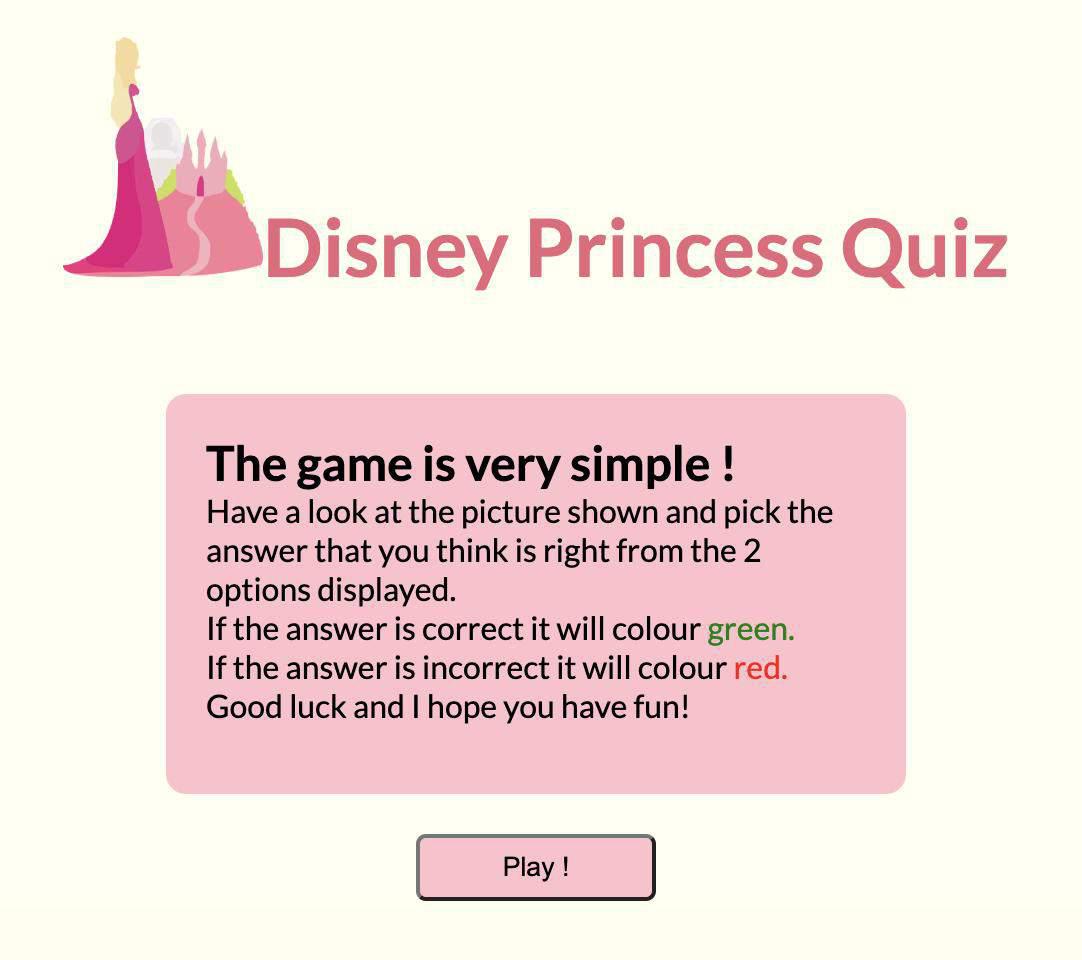 Disney Princess Quiz
The game is very simple !
Have a look at the picture shown and pick the
answer that you think is right from the 2
options displayed.
If the answer is correct it will colour green.
If the answer is incorrect it will colour red.
Good luck and I hope you have fun!
Play !